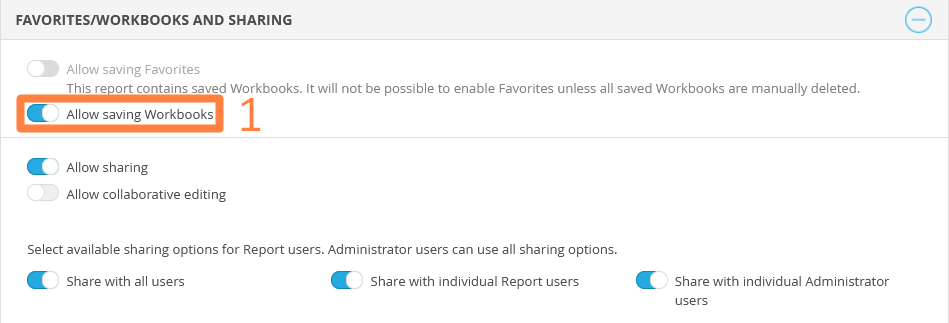 FAVORITES/WORKBOOKS AND SHARING
Allow saving Favorites
This report contains saved Workbooks. It will not be possible to enable Favorites unless all saved Workbooks are manually deleted.
Allow saving Workbooks 1
Allow sharing
Allow collaborative editing
Select available sharing options for Report users. Administrator users can use all sharing options.
Share with all users
Share with individual Report users
Share with individual Administrator
users